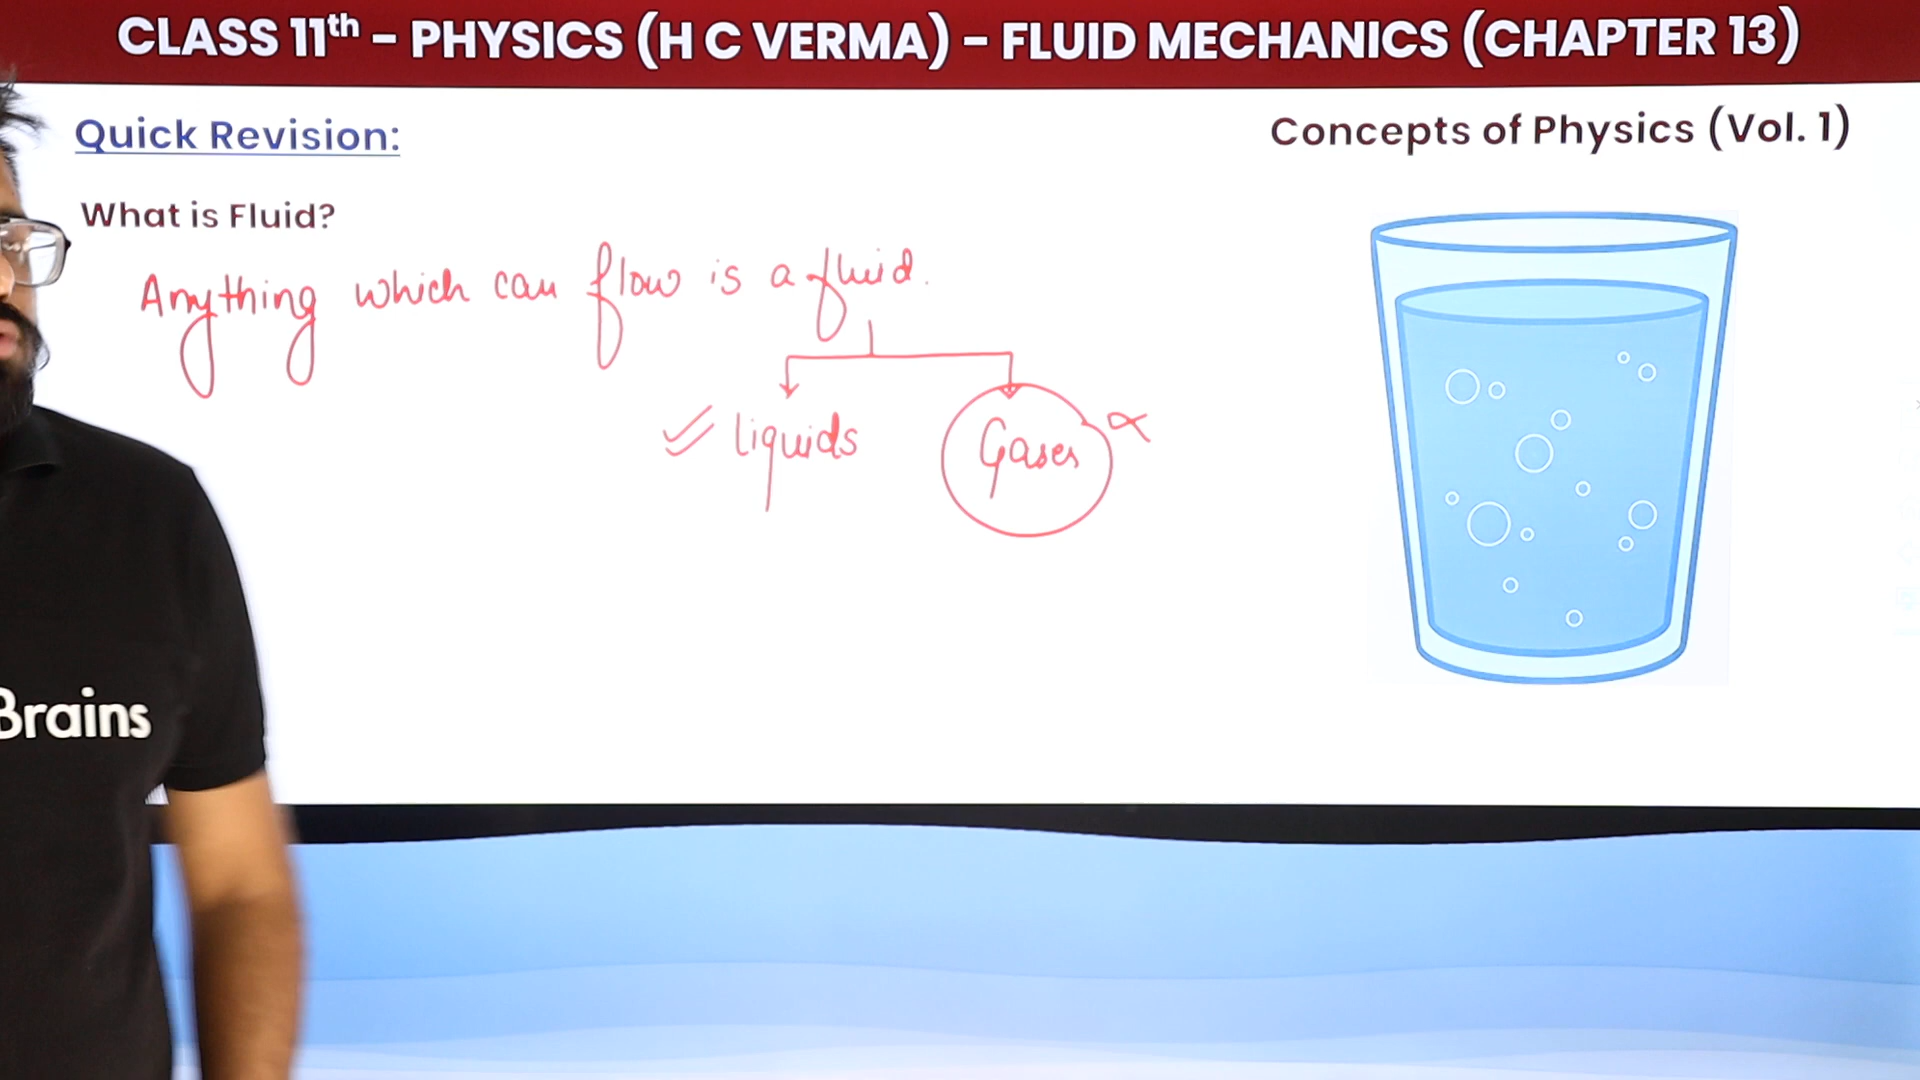 CLASS 11th - PHYSICS (H C VERMA) - FLUID MECHANICS (CHAPTER 13)
Quick Revision:
Concepts of Physics (Vol. 1)
What is Fluid?
Anything which can flow is a fluid.
liquids
Gases
Brains